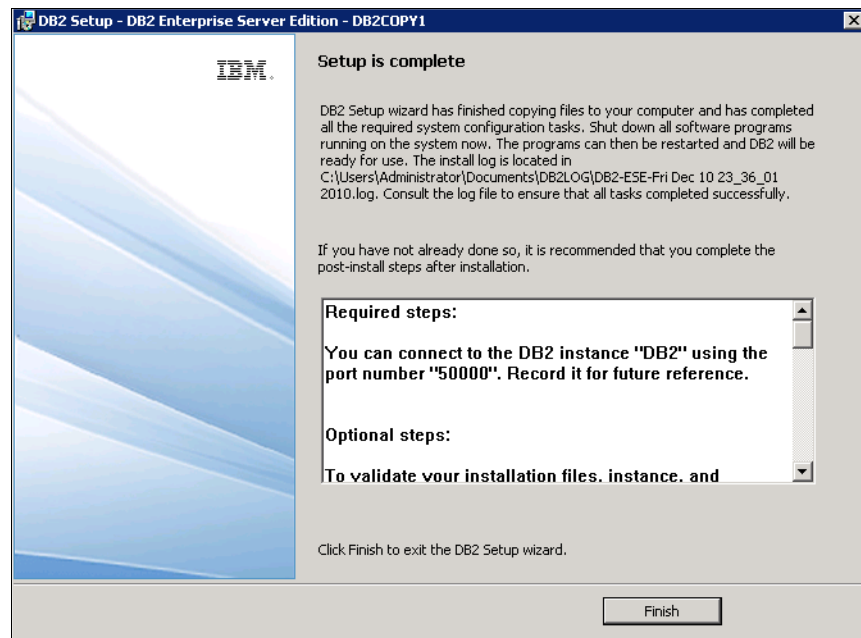 DB2 Setup - DB2 Enterprise Server Edition - DB2COPY1
IBM.
Setup is complete
DB2 Setup wizard has finished copying files to your computer and has completed
all the required system configuration tasks. Shut down all software programs
running on the system now. The programs can then be restarted and DB2 will be
ready for use. The install log is located in
C:\Users\Administrator\Documents\DB2LOG\DB2-ESE-Fri Dec 10 23_36_01
2010.log. Consult the log file to ensure that all tasks completed successfully.
If you have not already done so, it is recommended that you complete the
post-install steps after installation.
Required steps:
You can connect to the DB2 instance "DB2" using the
port number "50000". Record it for future reference.
Optional steps:
To validate your installation files, instance, and
Click Finish to exit the DB2 Setup wizard.
Finish